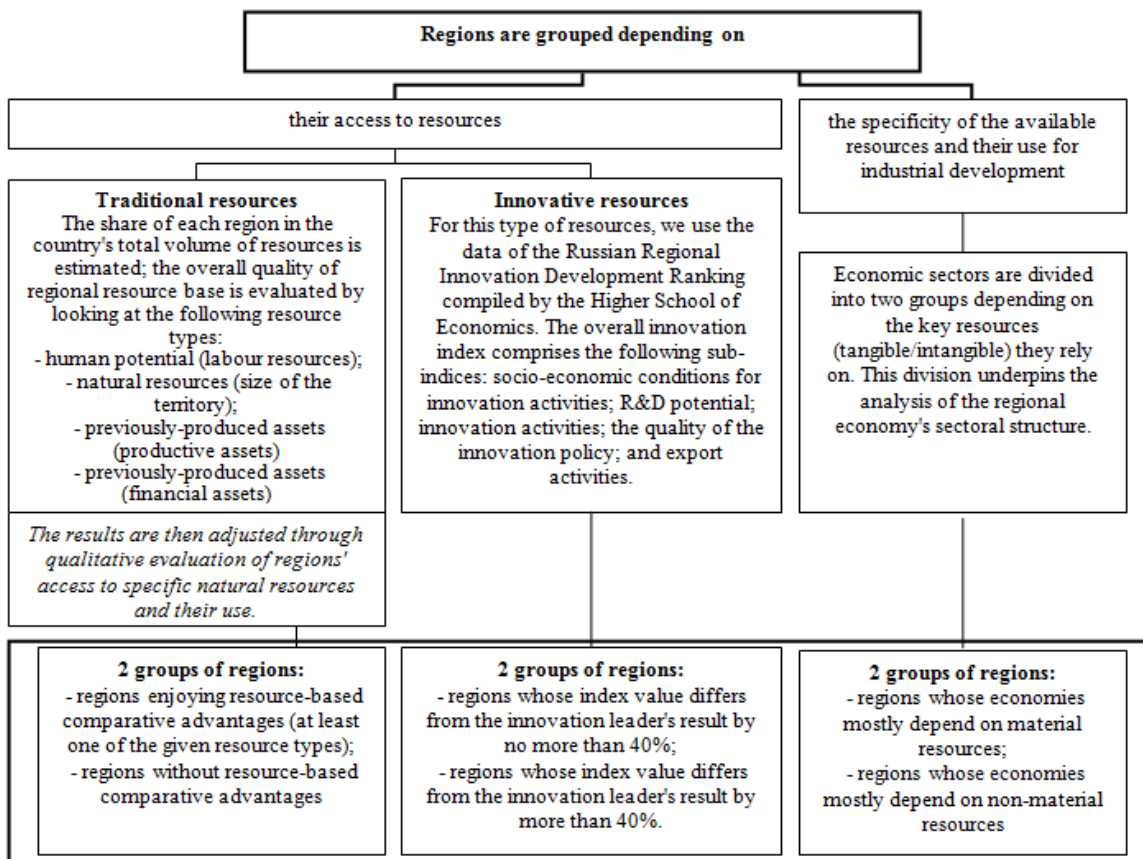 Regions are grouped depending on
their access to resources
the specificity of the available
resources and their use for
industrial development
Traditional resources
The share of each region in the
country's total volume of resources is
estimated; the overall quality of
regional resource base is evaluated by
looking at the following resource
types:
- human potential (labour resources);
- natural resources (size of the
territory);
- previously-produced assets
(productive assets)
- previously-produced assets
(financial assets)
The results are then adjusted through
qualitative evaluation of regions'
access to specific natural resources
and their use.
Innovative resources
For this type of resources, we use the
data of the Russian Regional
Innovation Development Ranking
compiled by the Higher School of
Economics. The overall innovation
index comprises the following sub-
indices: socio-economic conditions for
innovation activities; R&D potential;
innovation activities; the quality of the
innovation policy; and export
activities.
Economic sectors are divided
into two groups depending on
the key resources
(tangible/intangible) they rely
on. This division underpins the
analysis of the regional
economy's sectoral structure.
2 groups of regions:
- regions enjoying resource-based
comparative advantages (at least
one of the given resource types);
- regions without resource-based
comparative advantages
2 groups of regions:
- regions whose index value differs
from the innovation leader's result by
no more than 40%;
- regions whose index value differs
from the innovation leader's result by
more than 40%.
2 groups of regions:
- regions whose economies
mostly depend on material
resources;
- regions whose economies
mostly depend on non-material
resources